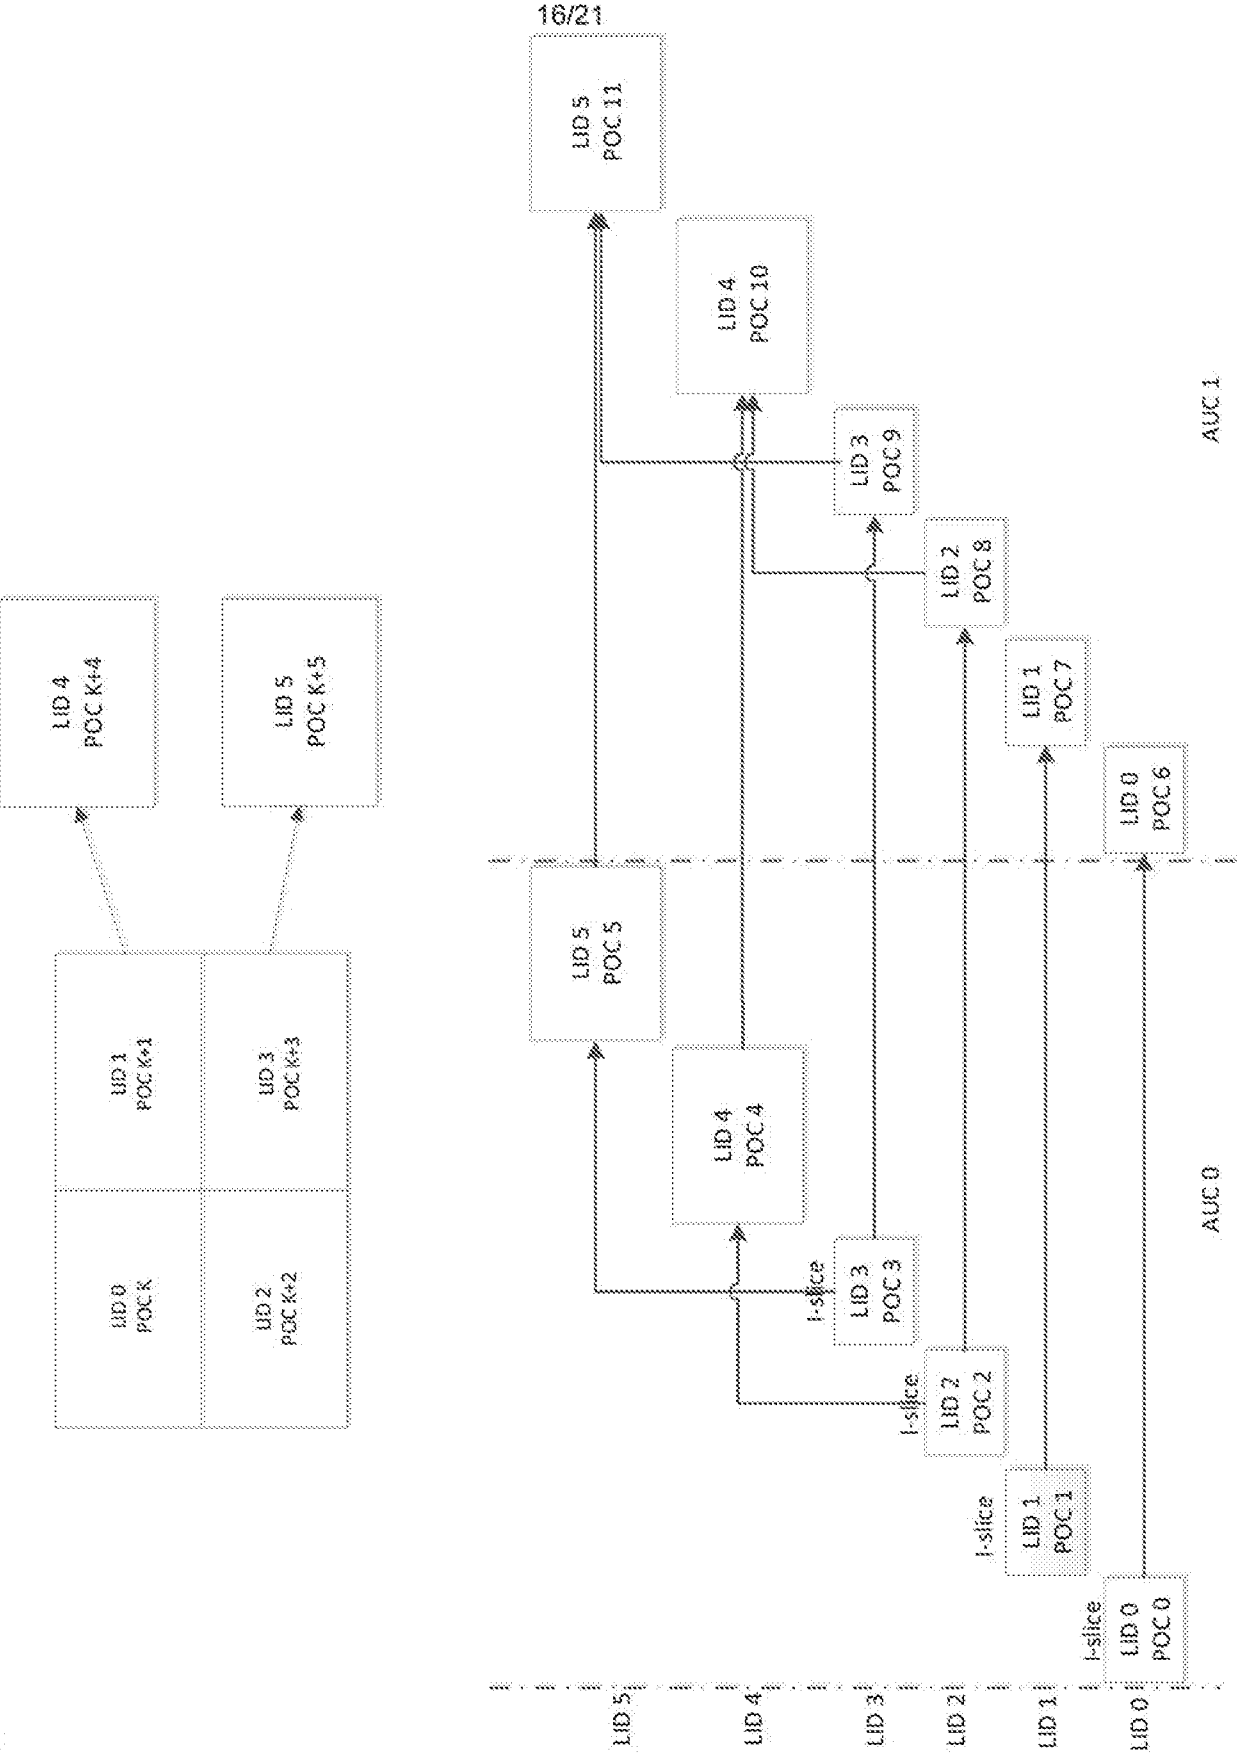 16/21
LID 0
POC K
LID 1
POC K+1
LID 2
POC K+2
LID 3
POC K+3
LID 4
POC K+4
LID 5
POC K+5
LID 5
LID 4
LID 3
LID 2
LID 1
LID 0
I-slice
LID 0
POC 0
I-slice
LID 1
POC 1
I-slice
LID 2
POC 2
I-slice
LID 3
POC 3
LID 4
POC 4
LID 5
POC 5
LID 0
POC 6
LID 1
POC 7
LID 2
POC 8
LID 3
POC 9
LID 4
POC 10
LID 5
POC 11
AUC 0
AUC 1